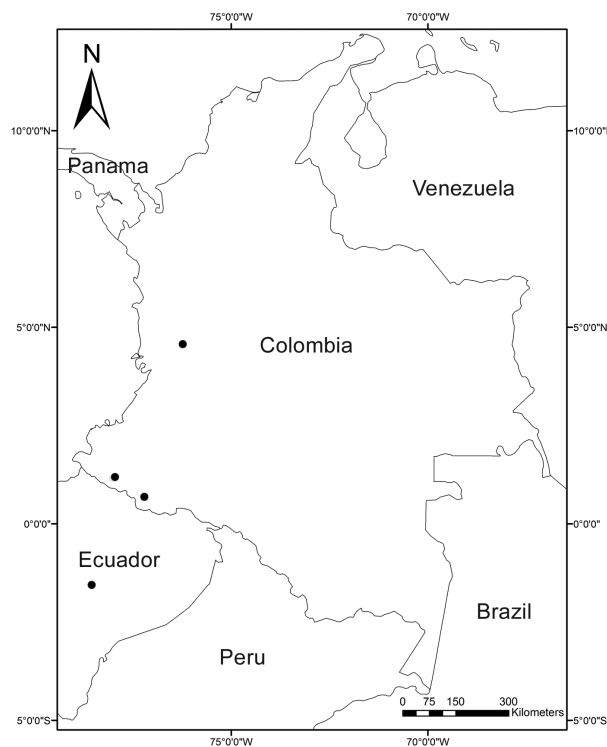 75°0'0"W 70°0'0"W
N
10°0'0"N 10°0'0"N
Panama
Venezuela
5°0'0"N 5°0'0"N
Colombia
0°0'0" 0°0'0"
Ecuador
Brazil
Peru
0 75 150 300
Kilometers
5°0'0"S 5°0'0"S
75°0'0"W 70°0'0"W